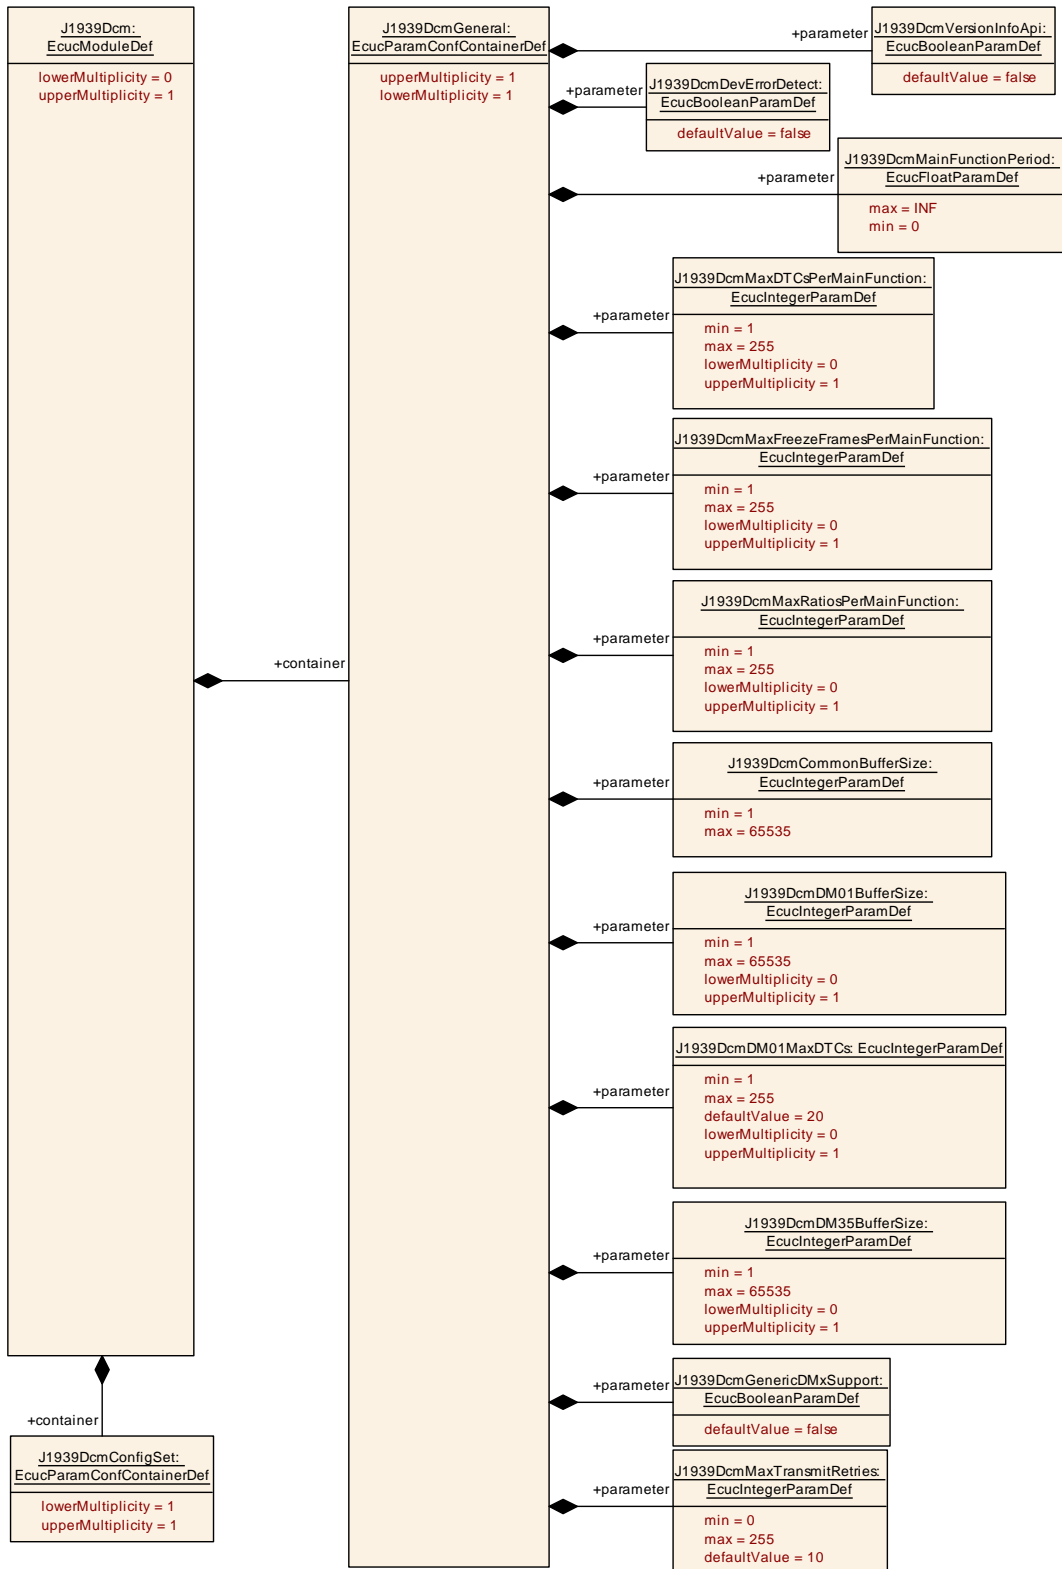 J1939Dcm:
EcucModuleDef
lowerMultiplicity = 0
upperMultiplicity = 1
+container
+container
J1939DcmConfigSet:
EcucParamConfContainerDef
lowerMultiplicity = 1
upperMultiplicity = 1
J1939DcmGeneral:
EcucParamConfContainerDef
upperMultiplicity = 1
lowerMultiplicity = 1
+parameter
J1939DcmVersionInfoApi:
EcucBooleanParamDef
defaultValue = false
+parameter
J1939DcmDevErrorDetect:
EcucBooleanParamDef
defaultValue = false
+parameter
J1939DcmMainFunctionPeriod:
EcucFloatParamDef
max = INF
min = 0
+parameter
J1939DcmMaxDTCsPerMainFunction:
EcucIntegerParamDef
min = 1
max = 255
lowerMultiplicity = 0
upperMultiplicity = 1
+parameter
J1939DcmMaxFreezeFramesPerMainFunction:
EcucIntegerParamDef
min = 1
max = 255
lowerMultiplicity = 0
upperMultiplicity = 1
+parameter
J1939DcmMaxRatiosPerMainFunction:
EcucIntegerParamDef
min = 1
max = 255
lowerMultiplicity = 0
upperMultiplicity = 1
+parameter
J1939DcmCommonBufferSize:
EcucIntegerParamDef
min = 1
max = 65535
+parameter
J1939DcmDM01BufferSize:
EcucIntegerParamDef
min = 1
max = 65535
lowerMultiplicity = 0
upperMultiplicity = 1
+parameter
J1939DcmDM01MaxDTCs: EcucIntegerParamDef
min = 1
max = 255
defaultValue = 20
lowerMultiplicity = 0
upperMultiplicity = 1
+parameter
J1939DcmDM35BufferSize:
EcucIntegerParamDef
min = 1
max = 65535
lowerMultiplicity = 0
upperMultiplicity = 1
+parameter
J1939DcmGenericDMxSupport:
EcucBooleanParamDef
defaultValue = false
+parameter
J1939DcmMaxTransmitRetries:
EcucIntegerParamDef
min = 0
max = 255
defaultValue = 10